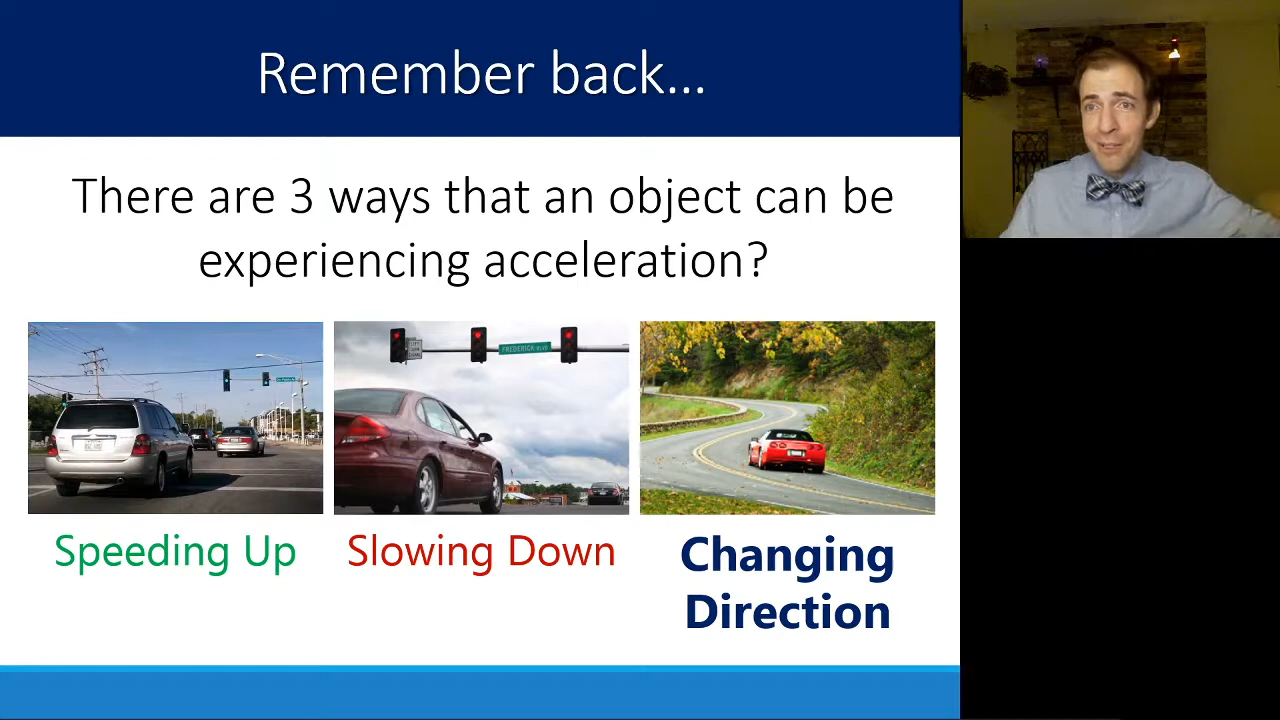 Remember back...
There are 3 ways that an object can be
experiencing acceleration?
FREDERICK BLVD
Speeding Up
Slowing Down
Changing
Direction